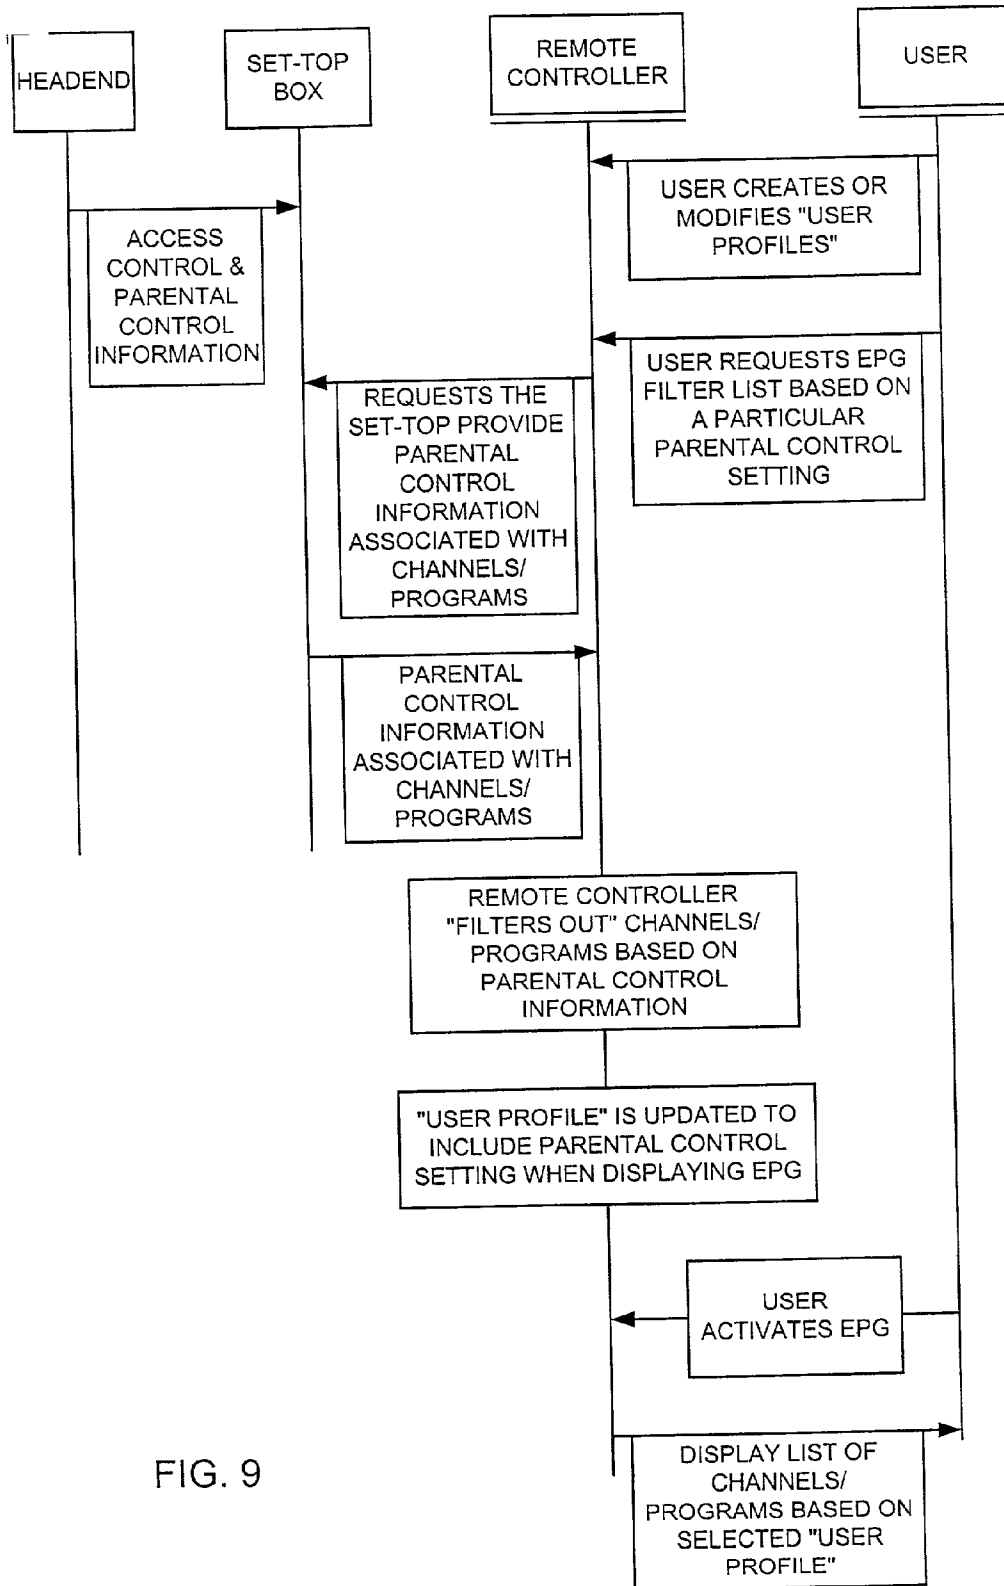 HEADEND
SET-TOP
BOX
REMOTE
CONTROLLER
USER
USER CREATES OR
MODIFIES "USER
PROFILES"
ACCESS
CONTROL &
PARENTAL
CONTROL
INFORMATION
USER REQUESTS EPG
FILTER LIST BASED ON
A PARTICULAR
PARENTAL CONTROL
SETTING
REQUESTS THE
SET-TOP PROVIDE
PARENTAL
CONTROL
INFORMATION
ASSOCIATED WITH
CHANNELS/
PROGRAMS
PARENTAL
CONTROL
INFORMATION
ASSOCIATED WITH
CHANNELS/
PROGRAMS
REMOTE CONTROLLER
"FILTERS OUT" CHANNELS/
PROGRAMS BASED ON
PARENTAL CONTROL
INFORMATION
"USER PROFILE" IS UPDATED TO
INCLUDE PARENTAL CONTROL
SETTING WHEN DISPLAYING EPG
USER
ACTIVATES EPG
DISPLAY LIST OF
CHANNELS/
PROGRAMS BASED ON
SELECTED "USER
PROFILE"
FIG. 9